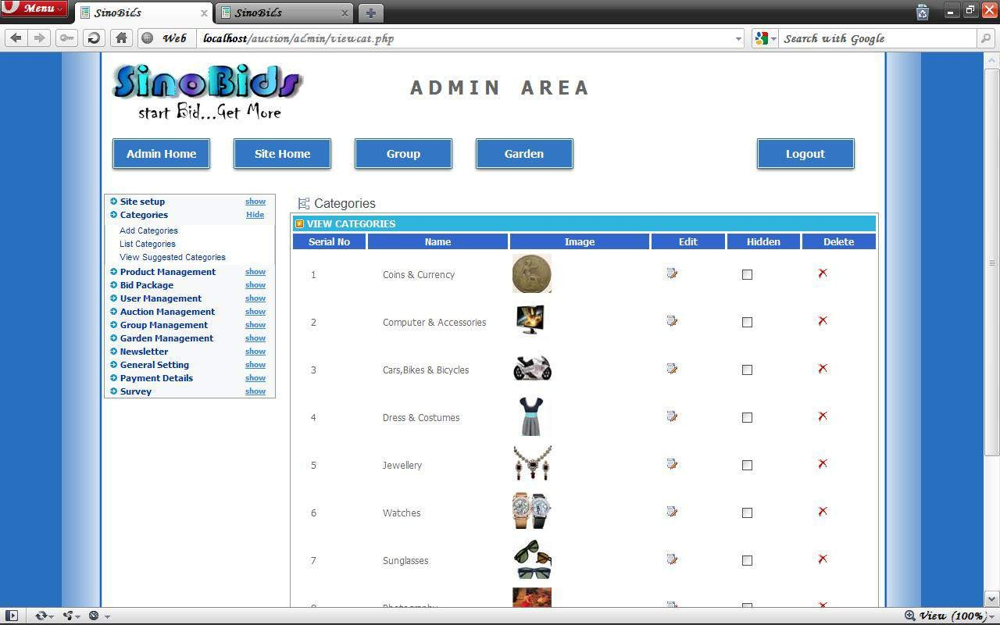 Menu
SinoBids
SinoBids
Web
localhost/auction/admin/viewcat.php
Search with Google
SinoBids
start Bid...Get More
ADMIN AREA
Admin Home
Site Home
Group
Garden
Logout
Site setup show
Categories Hide
Add Categories
List Categories
View Suggested Categories
Product Management show
Bid Package show
User Management show
Auction Management show
Group Management show
Garden Management show
Newsletter show
General Setting show
Payment Details show
Survey show
Categories
VIEW CATEGORIES
Serial No Name Image Edit Hidden Delete
1 Coins & Currency
2 Computer & Accessories
3 Cars,Bikes & Bicycles
4 Dress & Costumes
5 Jewellery
6 Watches
7 Sunglasses
8 Photography
View (100%)